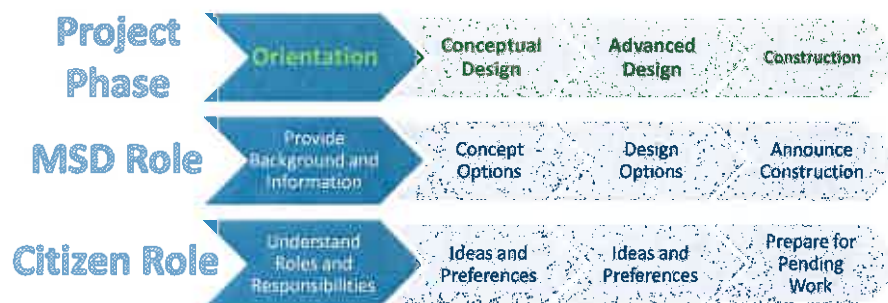 Project
Phase
Orientation
Conceptual
Design
Advanced
Design
Construction
MSD Role
Provide
Background and
Information
Concept
Options
Design
Options
Announce
Construction
Citizen Role
Understand
Roles and
Responsibilities
Ideas and
Preferences
Ideas and
Preferences
Prepare for
Pending
Work